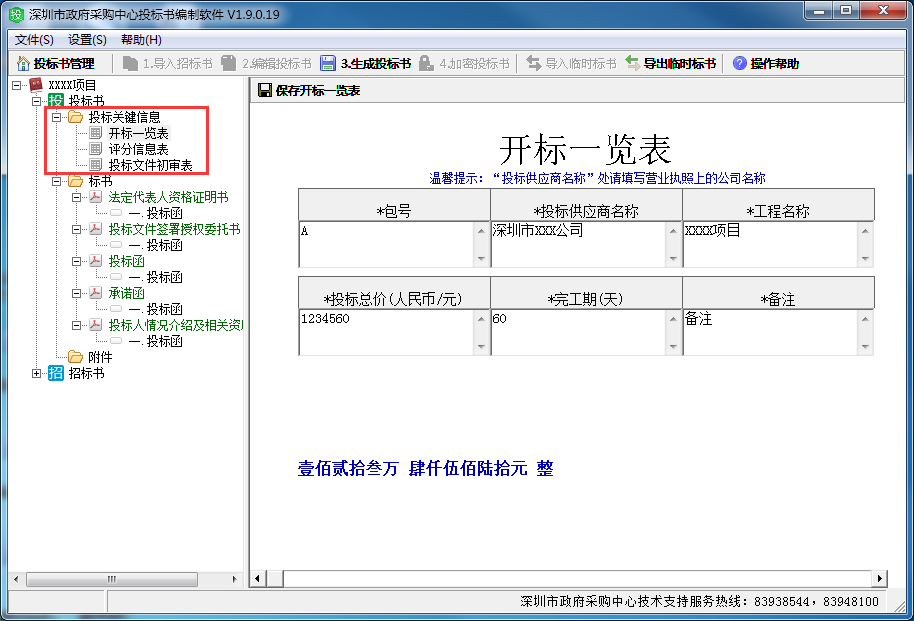 深圳市政府采购中心投标书编制软件 V1.9.0.19
文件(S) 设置(S) 帮助(H)
投标书管理 1.导入招标书 2.编辑投标书 3.生成投标书 4.加密投标书 导入临时标书 导出临时标书 操作帮助
XXXX项目
投 投标书
投标关键信息
开标一览表
评分信息表
投标文件初审表
标书
法定代表人资格证明书
一. 投标函
投标文件签署授权委托书
一. 投标函
投标函
一. 投标函
承诺函
一. 投标函
投标人情况介绍及相关资
一. 投标函
附件
招 招标书
保存开标一览表
开标一览表
温馨提示：“投标供应商名称”处请填写营业执照上的公司名称
*包号 *投标供应商名称 *工程名称
A 深圳市XXX公司 XXXX项目
*投标总价(人民币/元) *完工期(天) *备注
1234560 60 备注
壹佰贰拾叁万 肆仟伍佰陆拾元 整
深圳市政府采购中心技术支持服务热线：83938544，83948100